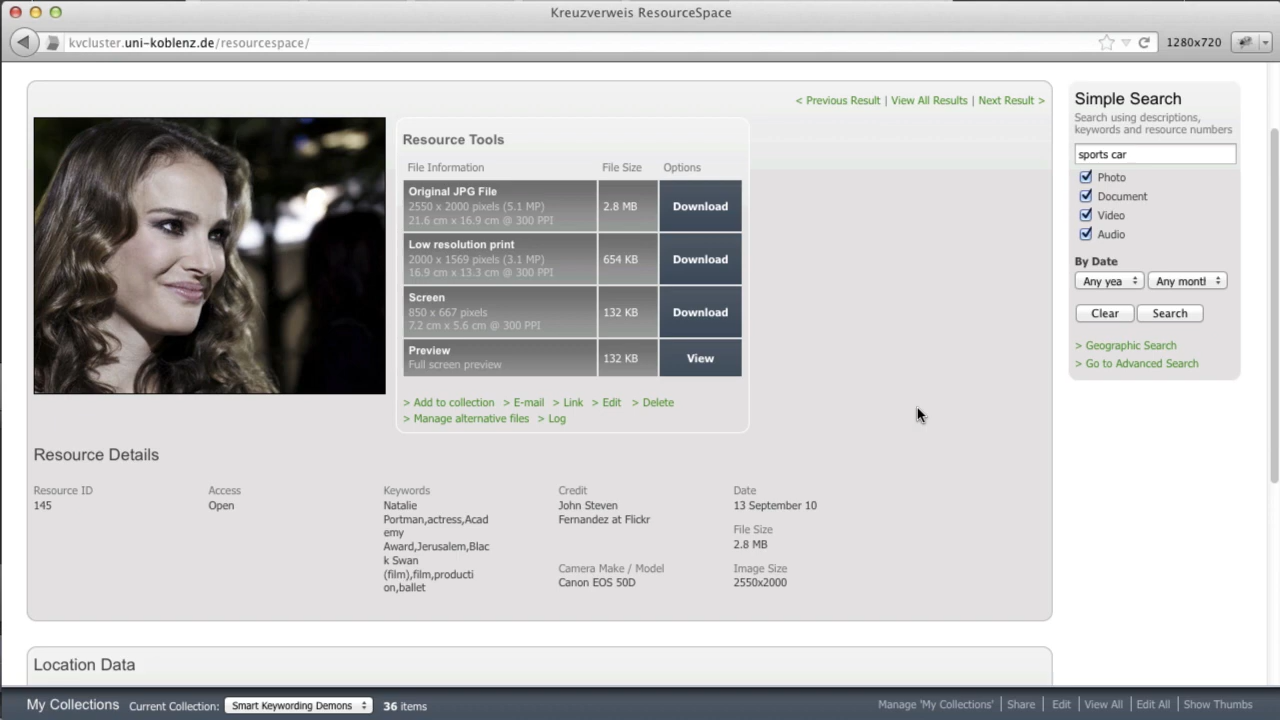 Kreuzverweis ResourceSpace
kvcluster.uni-koblenz.de/resourcespace/
1280x720
< Previous Result | View All Results | Next Result >
Resource Tools
File Information File Size Options
Original JPG File
2550 x 2000 pixels (5.1 MP)
21.6 cm x 16.9 cm @ 300 PPI
2.8 MB
Download
Low resolution print
2000 x 1569 pixels (3.1 MP)
16.9 cm x 13.3 cm @ 300 PPI
654 KB
Download
Screen
850 x 667 pixels
7.2 cm x 5.6 cm @ 300 PPI
132 KB
Download
Preview
Full screen preview
132 KB
View
> Add to collection > E-mail > Link > Edit > Delete
> Manage alternative files > Log
Simple Search
Search using descriptions,
keywords and resource numbers
sports car
Photo
Document
Video
Audio
By Date
Any yea Any montl
Clear Search
> Geographic Search
> Go to Advanced Search
Resource Details
Resource ID
145
Access
Open
Keywords
Natalie
Portman,actress,Acad
emy
Award,Jerusalem,Blac
k Swan
(film),film,producti
on,ballet
Credit
John Steven
Fernandez at Flickr
Camera Make / Model
Canon EOS 50D
Date
13 September 10
File Size
2.8 MB
Image Size
2550x2000
Location Data
My Collections Current Collection: Smart Keywording Demons 36 items
Manage 'My Collections' | Share | Edit | View All | Edit All | Show Thumbs